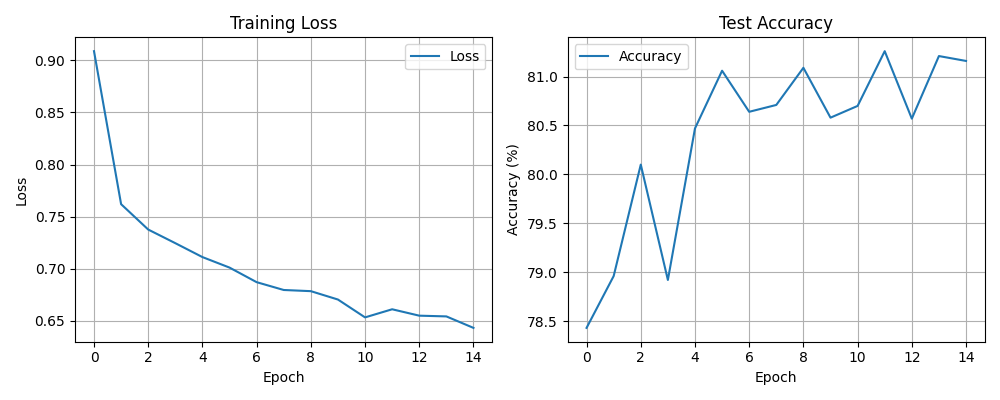 Training Loss
Loss
0.90
0.85
0.80
0.75
0.70
0.65
Loss
0 2 4 6 8 10 12 14
Epoch
Test Accuracy
Accuracy
81.0
80.5
80.0
79.5
79.0
78.5
Accuracy (%)
0 2 4 6 8 10 12 14
Epoch